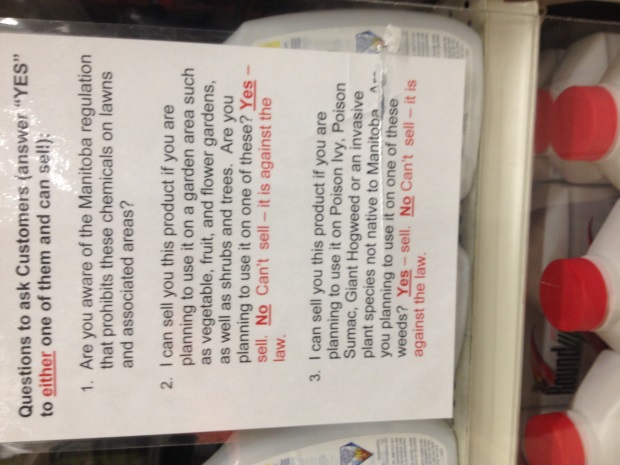 Questions to ask Customers (answer "YES"
to either one of them and can sell):
1. Are you aware of the Manitoba regulation
that prohibits these chemicals on lawns
and associated areas?
2. I can sell you this product if you are
planning to use it on a garden area such
as vegetable, fruit, and flower gardens,
as well as shrubs and trees. Are you
planning to use it on one of these? Yes –
sell. No Can't sell – it is against the
law.
3. I can sell you this product if you are
planning to use it on Poison Ivy, Poison
Sumac, Giant Hogweed or an invasive
plant species not native to Manitoba.
you planning to use it on one of these
weeds? Yes – sell. No Can't sell – it is
against the law.
Roundup